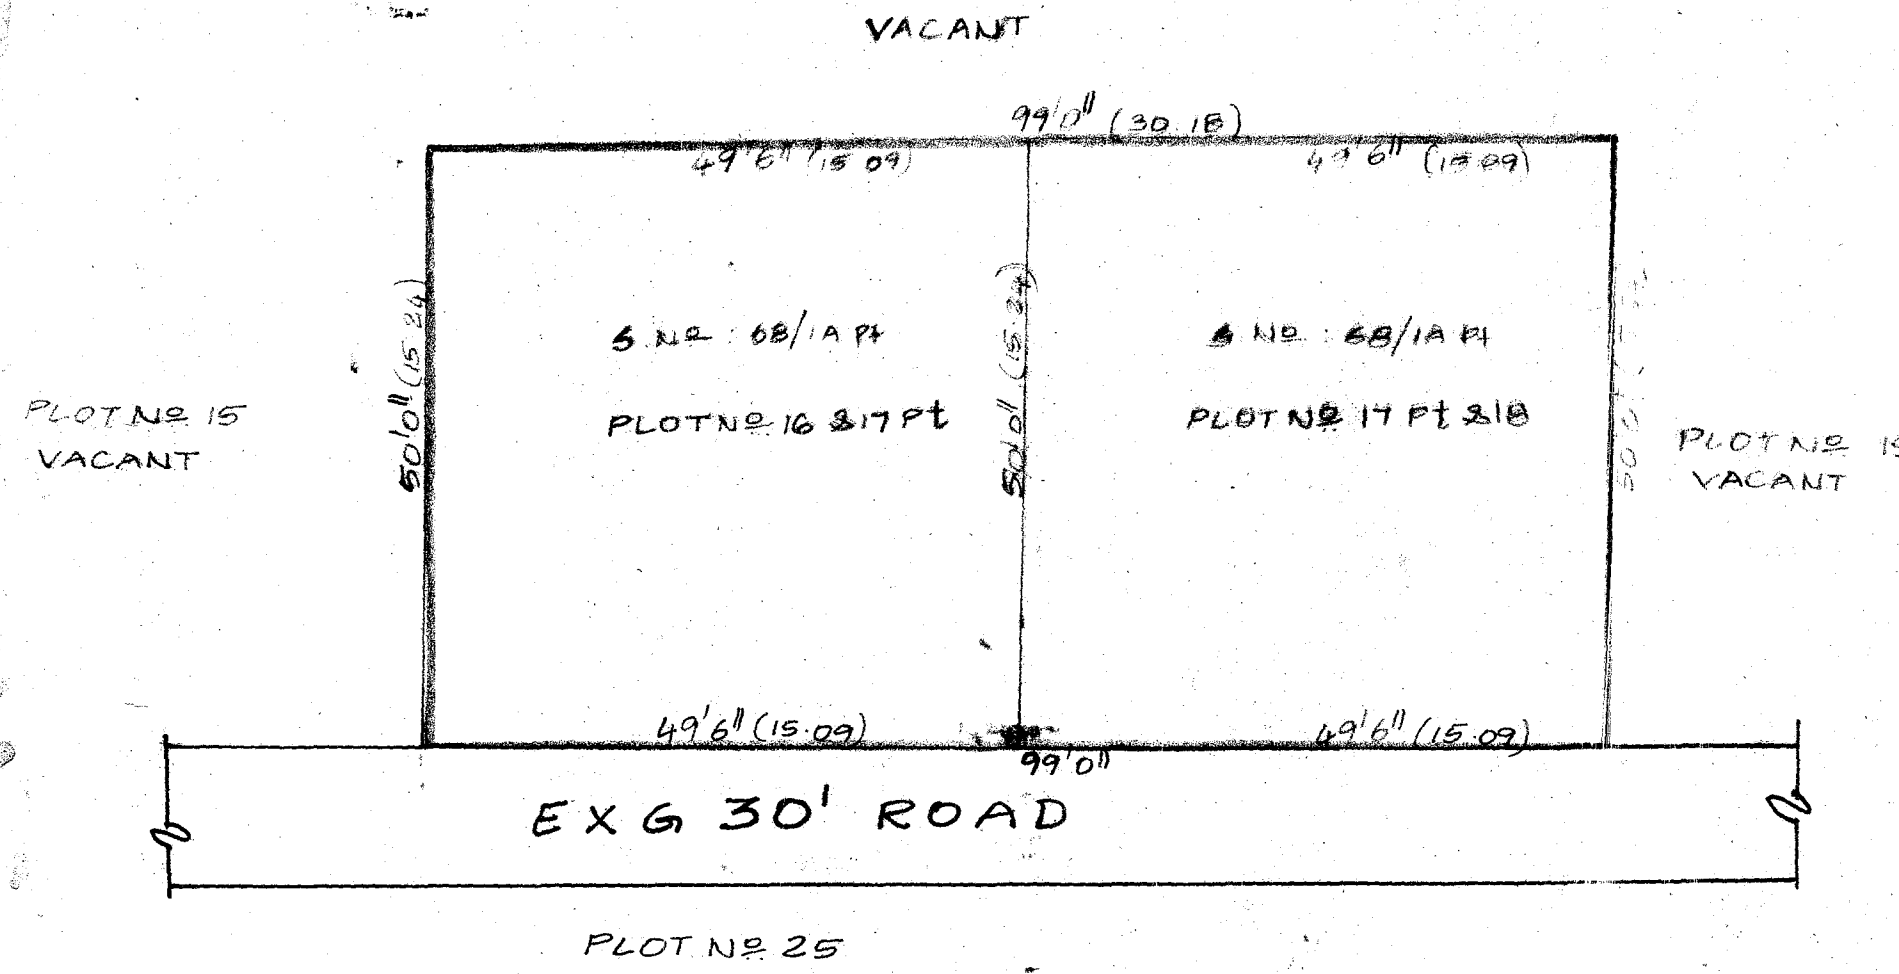 VACANT
99'0" (30.18)
49'6" (15.09)
49'6" (15.09)
50'0" (15.24)
50'0" (15.24)
50'0"
S.No : 68/1A Pt
S.No : 68/1A Pt
PLOT No 16 & 17 Pt
PLOT No 17 Pt & 18
PLOT No 15
VACANT
PLOT No 19
VACANT
49'6" (15.09)
49'6" (15.09)
99'0"
EXG 30' ROAD
PLOT No 25